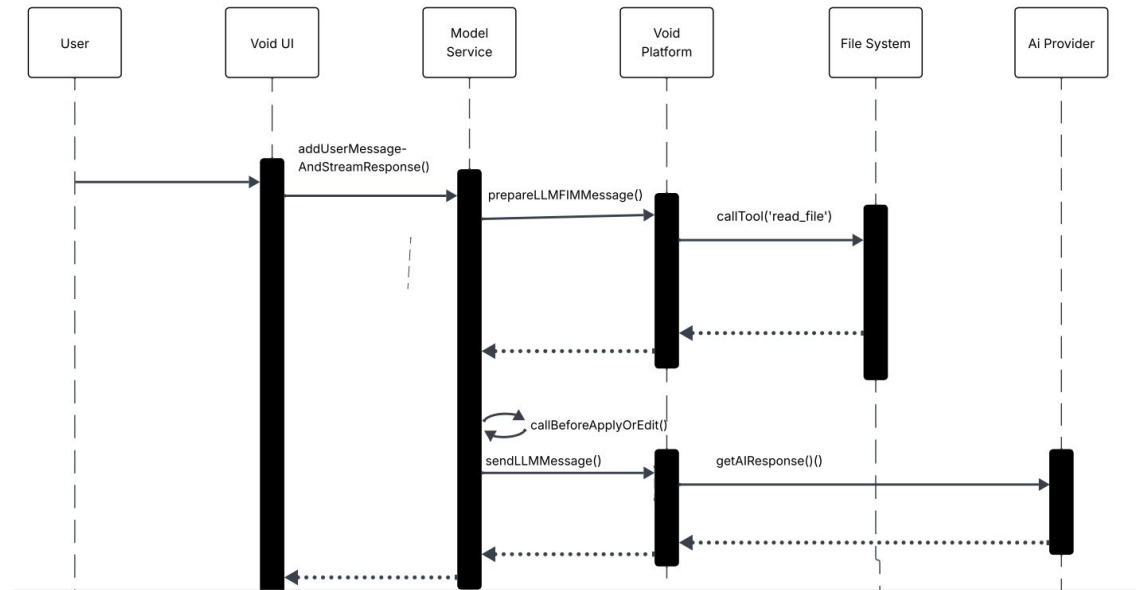 User
Void UI
Model
Service
Void
Platform
File System
Ai Provider
addUserMessage-
AndStreamResponse()
prepareLLMFIMMessage()
callTool('read_file')
callBeforeApplyOrEdit()
sendLLMMessage()
getAIResponse()()